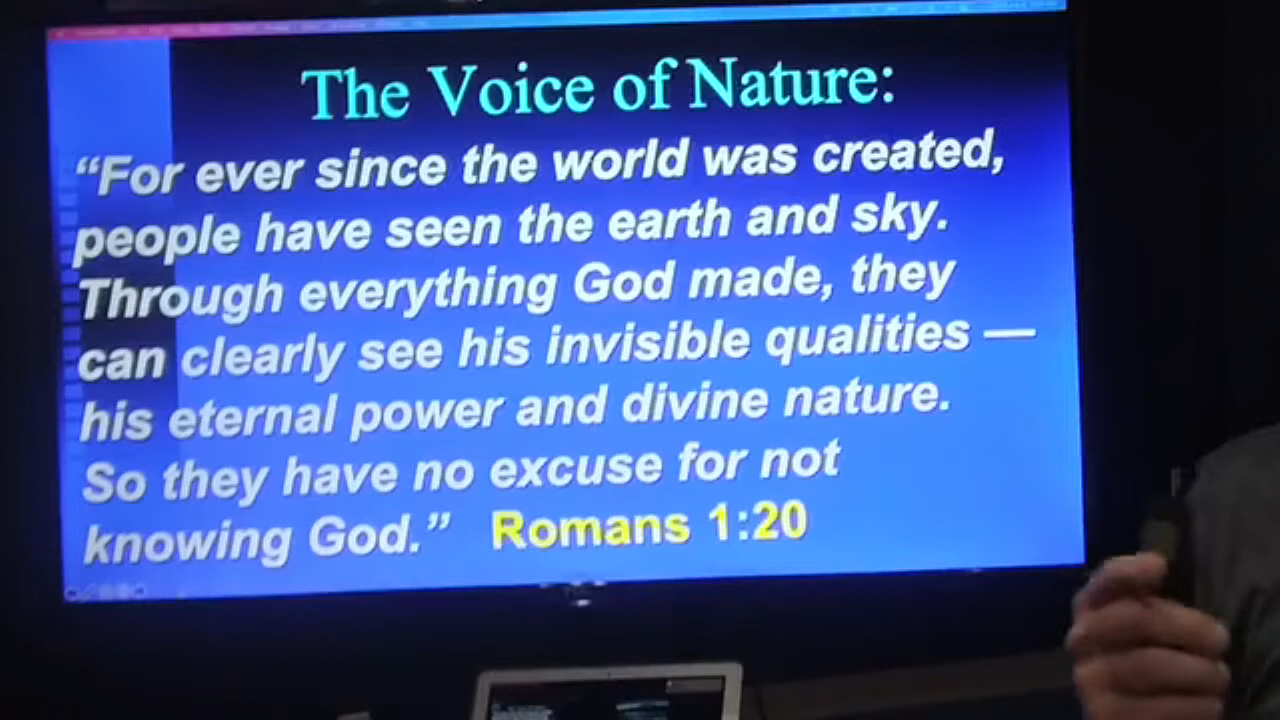 The Voice of Nature:
“For ever since the world was created,
people have seen the earth and sky.
Through everything God made, they
can clearly see his invisible qualities —
his eternal power and divine nature.
So they have no excuse for not
knowing God.” Romans 1:20